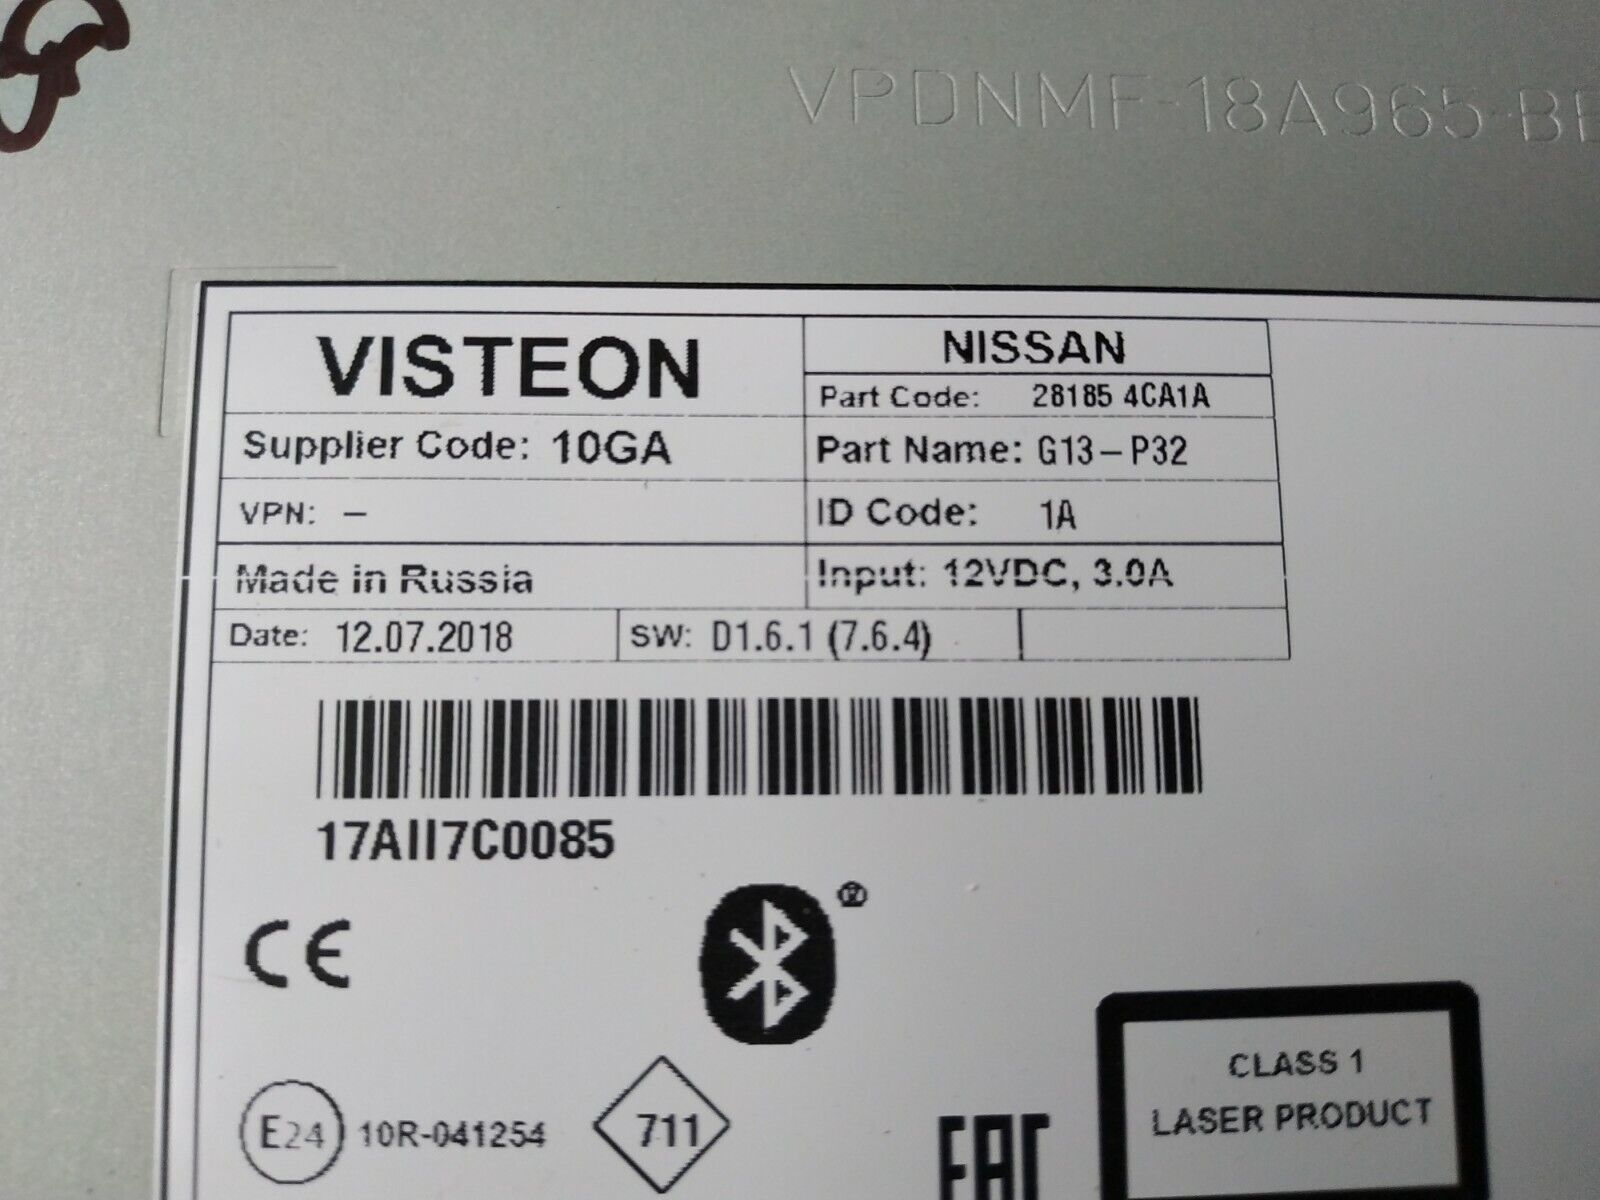 VPDNMF-18A965-BE
VISTEON
NISSAN
Part Code: 28185 4CA1A
Supplier Code: 10GA
Part Name: G13-P32
VPN: -
ID Code: 1A
Made in Russia
Input: 12VDC, 3.0A
Date: 12.07.2018
SW: D1.6.1 (7.6.4)
17AII7C0085
CE
®
E24 10R-041254
711
EAC
CLASS 1
LASER PRODUCT